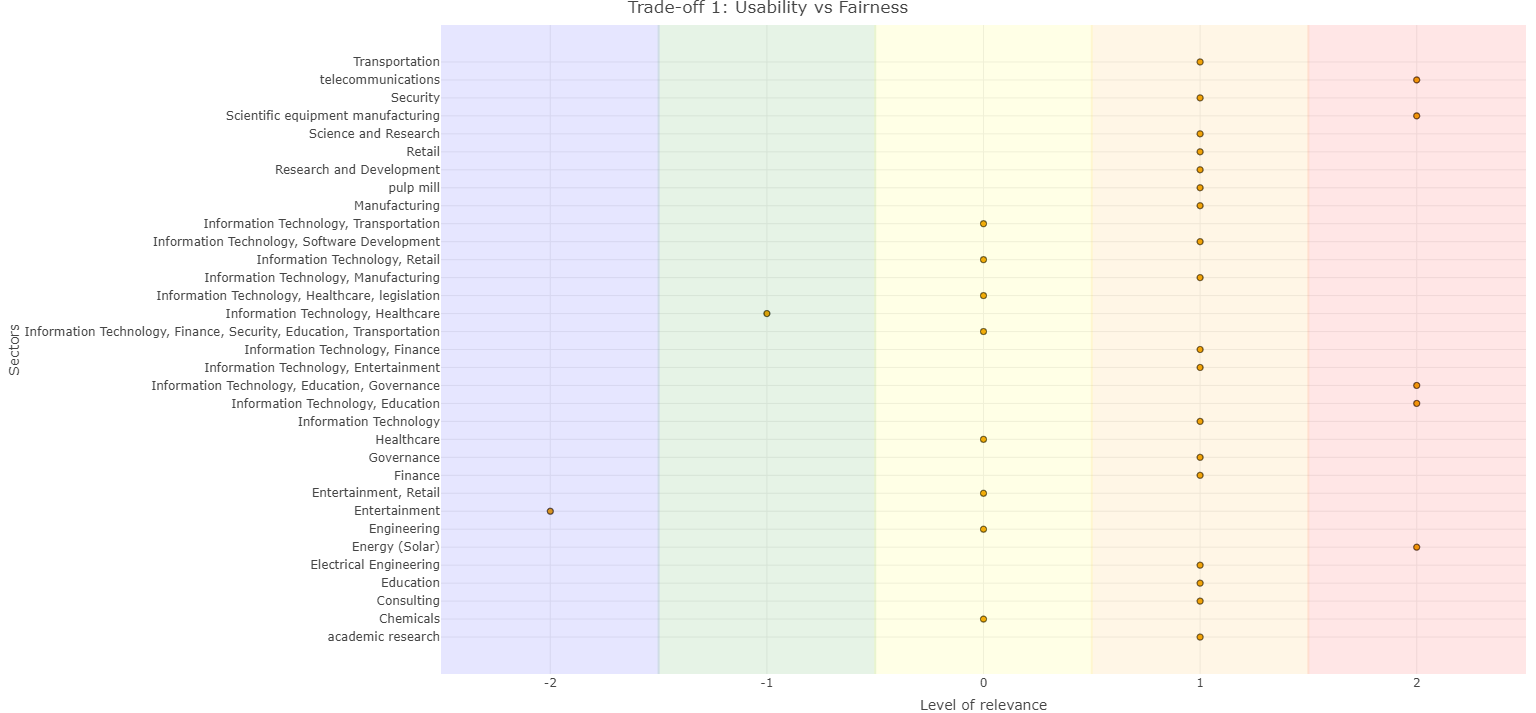 Trade-off 1: Usability vs Fairness
Transportation
telecommunications
Security
Scientific equipment manufacturing
Science and Research
Retail
Research and Development
pulp mill
Manufacturing
Information Technology, Transportation
Information Technology, Software Development
Information Technology, Retail
Information Technology, Manufacturing
Information Technology, Healthcare, legislation
Information Technology, Healthcare
Information Technology, Finance, Security, Education, Transportation
Information Technology, Finance
Information Technology, Entertainment
Information Technology, Education, Governance
Information Technology, Education
Information Technology
Healthcare
Governance
Finance
Entertainment, Retail
Entertainment
Engineering
Energy (Solar)
Electrical Engineering
Education
Consulting
Chemicals
academic research
Sectors
-2 -1 0 1 2
Level of relevance